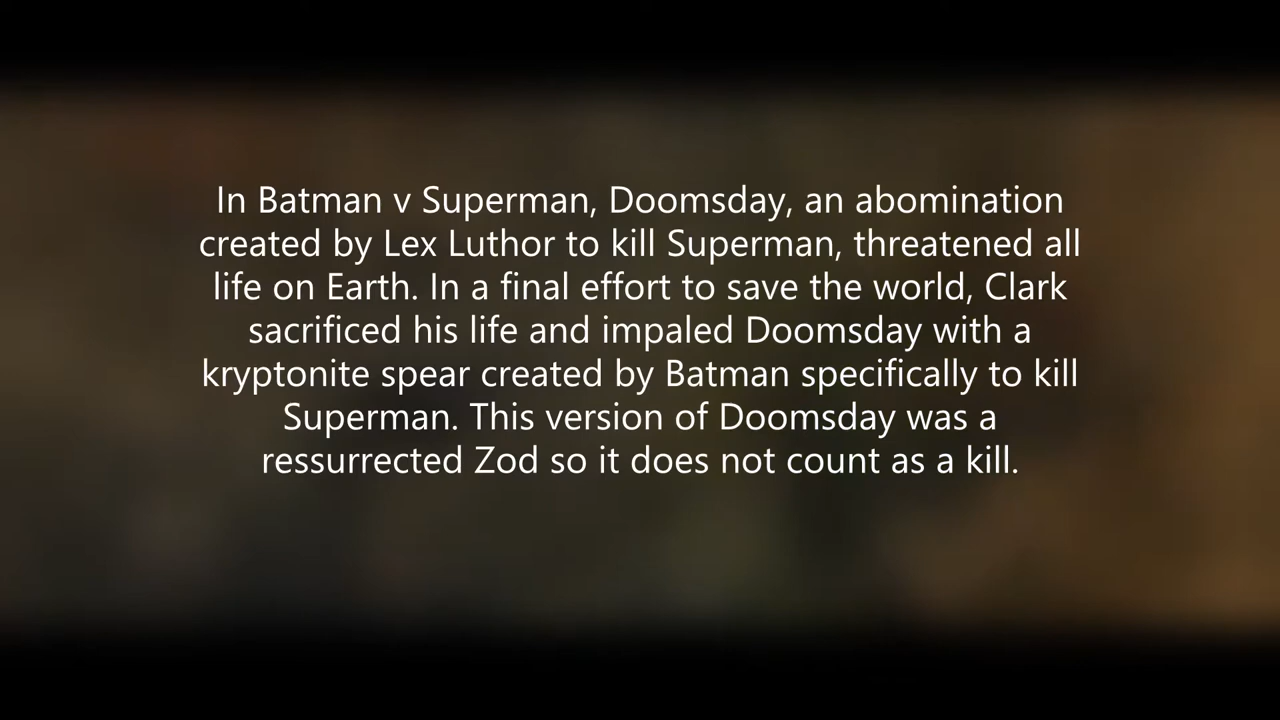 In Batman v Superman, Doomsday, an abomination
created by Lex Luthor to kill Superman, threatened all
life on Earth. In a final effort to save the world, Clark
sacrificed his life and impaled Doomsday with a
kryptonite spear created by Batman specifically to kill
Superman. This version of Doomsday was a
ressurrected Zod so it does not count as a kill.